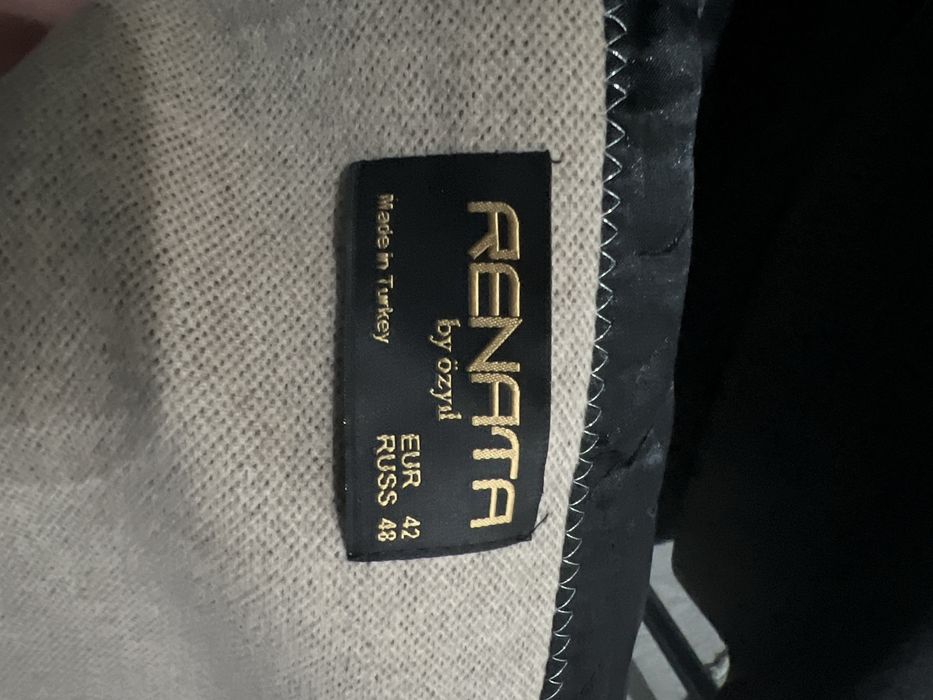 RENATA
by özyıl
EUR 42
Made in Turkey RUSS 48